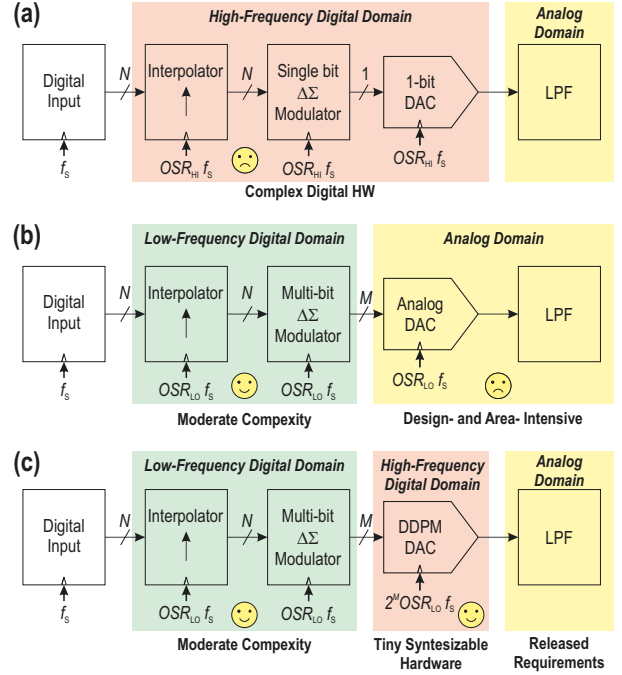 (a)
High-Frequency Digital Domain
Analog
Domain
Digital
Input
N
Interpolator
N
Single bit
ΔΣ
Modulator
1
1-bit
DAC
LPF
fS
OSRHI fS
OSRHI fS
OSRHI fS
Complex Digital HW
(b)
Low-Frequency Digital Domain
Analog Domain
Digital
Input
N
Interpolator
N
Multi-bit
ΔΣ
Modulator
M
Analog
DAC
LPF
fS
OSRLO fS
OSRLO fS
OSRLO fS
Moderate Compexity
Design- and Area- Intensive
(c)
Low-Frequency Digital Domain
High-Frequency
Digital Domain
Analog
Domain
Digital
Input
N
Interpolator
N
Multi-bit
ΔΣ
Modulator
M
DDPM
DAC
LPF
fS
OSRLO fS
OSRLO fS
2MOSRLO fS
Moderate Compexity
Tiny Syntesizable
Hardware
Released
Requirements